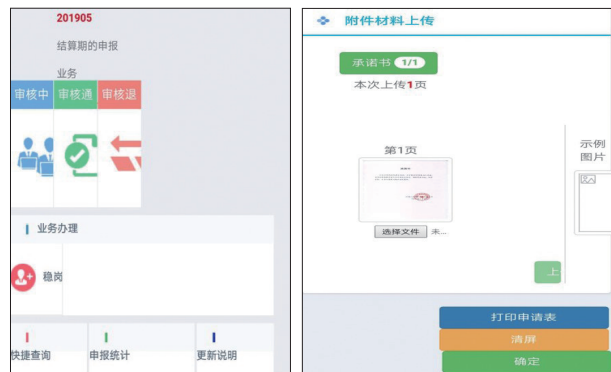 201905
结算期的申报
业务
审核中 审核通 审核退
业务办理
稳岗
快捷查询 申报统计 更新说明
附件材料上传
承诺书 1/1
本次上传1页
第1页
示例
图片
选择文件 未...
上
打印申请表
清屏
确定